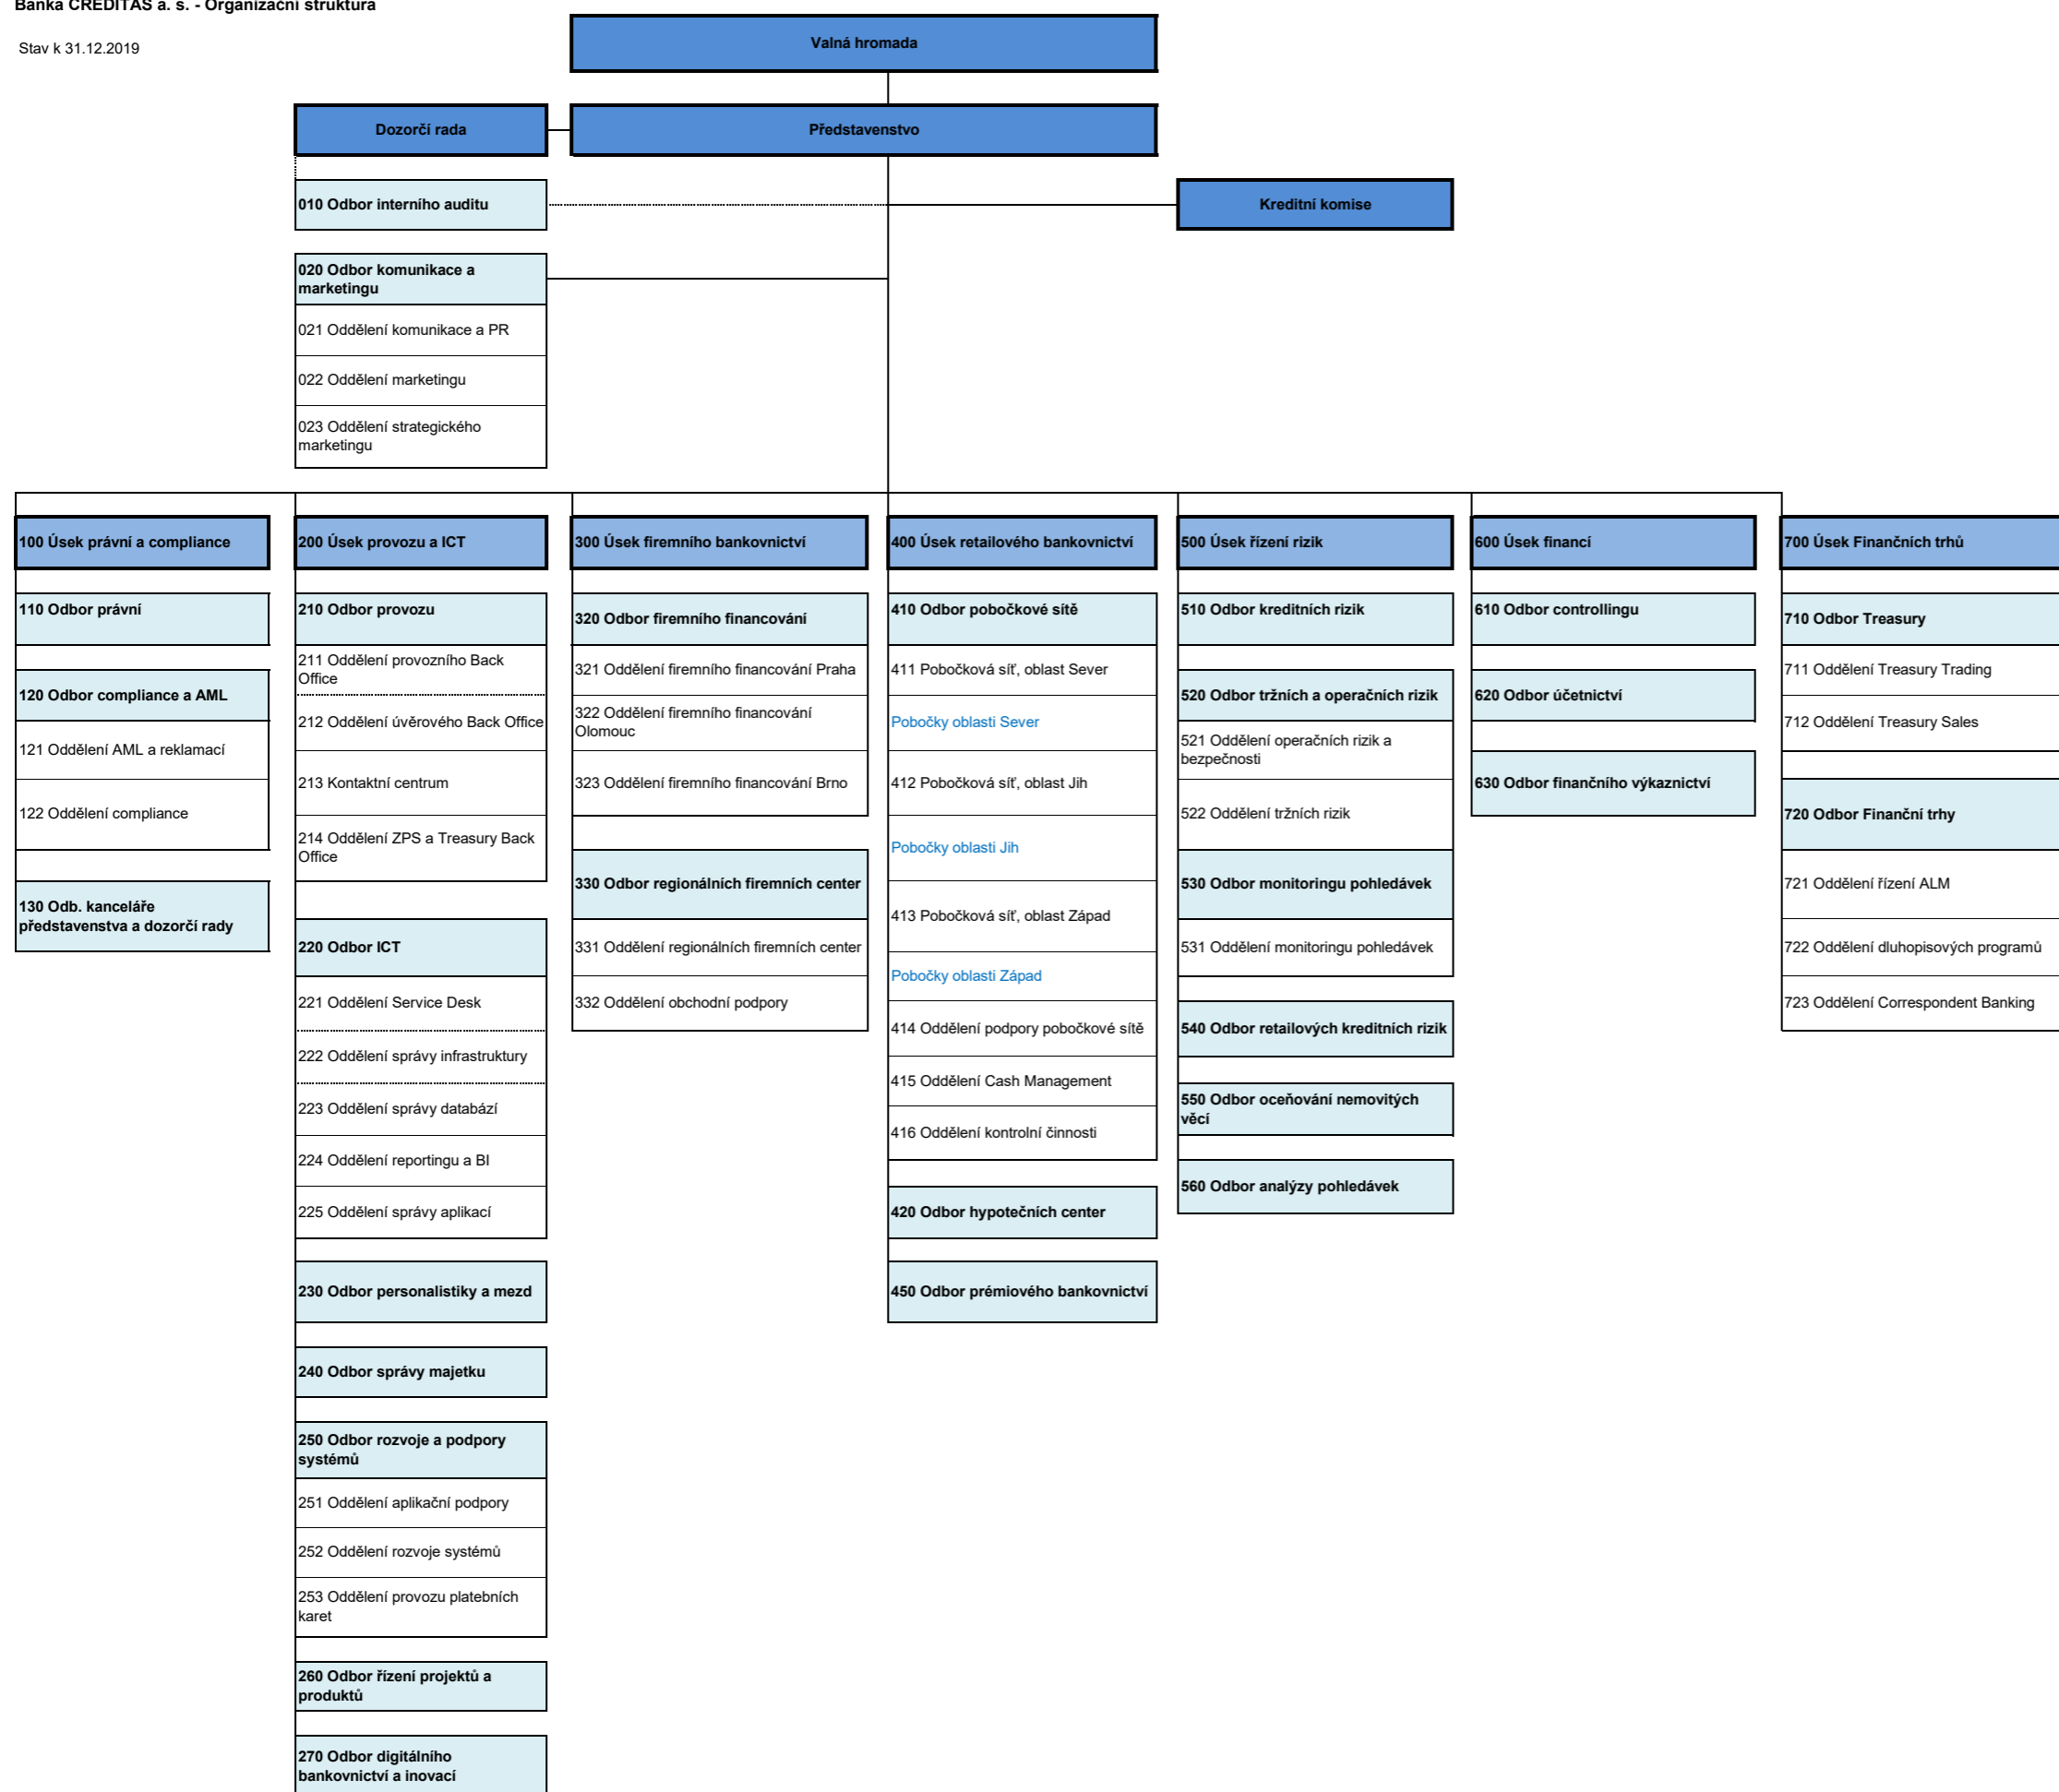 Banka CREDITAS a. s. - Organizační struktura
Stav k 31.12.2019
Valná hromada
Dozorčí rada
Představenstvo
010 Odbor interního auditu
Kreditní komise
020 Odbor komunikace a
marketingu
021 Oddělení komunikace a PR
022 Oddělení marketingu
023 Oddělení strategického
marketingu
100 Úsek právní a compliance
110 Odbor právní
120 Odbor compliance a AML
121 Oddělení AML a reklamací
122 Oddělení compliance
130 Odb. kanceláře
představenstva a dozorčí rady
200 Úsek provozu a ICT
210 Odbor provozu
211 Oddělení provozního Back
Office
212 Oddělení úvěrového Back Office
213 Kontaktní centrum
214 Oddělení ZPS a Treasury Back
Office
220 Odbor ICT
221 Oddělení Service Desk
222 Oddělení správy infrastruktury
223 Oddělení správy databází
224 Oddělení reportingu a BI
225 Oddělení správy aplikací
230 Odbor personalistiky a mezd
240 Odbor správy majetku
250 Odbor rozvoje a podpory
systémů
251 Oddělení aplikační podpory
252 Oddělení rozvoje systémů
253 Oddělení provozu platebních
karet
260 Odbor řízení projektů a
produktů
270 Odbor digitálního
bankovnictví a inovací
300 Úsek firemního bankovnictví
320 Odbor firemního financování
321 Oddělení firemního financování Praha
322 Oddělení firemního financování
Olomouc
323 Oddělení firemního financování Brno
330 Odbor regionálních firemních center
331 Oddělení regionálních firemních center
332 Oddělení obchodní podpory
400 Úsek retailového bankovnictví
410 Odbor pobočkové sítě
411 Pobočková síť, oblast Sever
Pobočky oblasti Sever
412 Pobočková síť, oblast Jih
Pobočky oblasti Jih
413 Pobočková síť, oblast Západ
Pobočky oblasti Západ
414 Oddělení podpory pobočkové sítě
415 Oddělení Cash Management
416 Oddělení kontrolní činnosti
420 Odbor hypotečních center
450 Odbor prémiového bankovnictví
500 Úsek řízení rizik
510 Odbor kreditních rizik
520 Odbor tržních a operačních rizik
521 Oddělení operačních rizik a
bezpečnosti
522 Oddělení tržních rizik
530 Odbor monitoringu pohledávek
531 Oddělení monitoringu pohledávek
540 Odbor retailových kreditních rizik
550 Odbor oceňování nemovitých
věcí
560 Odbor analýzy pohledávek
600 Úsek financí
610 Odbor controllingu
620 Odbor účetnictví
630 Odbor finančního výkaznictví
700 Úsek Finančních trhů
710 Odbor Treasury
711 Oddělení Treasury Trading
712 Oddělení Treasury Sales
720 Odbor Finanční trhy
721 Oddělení řízení ALM
722 Oddělení dluhopisových programů
723 Oddělení Correspondent Banking